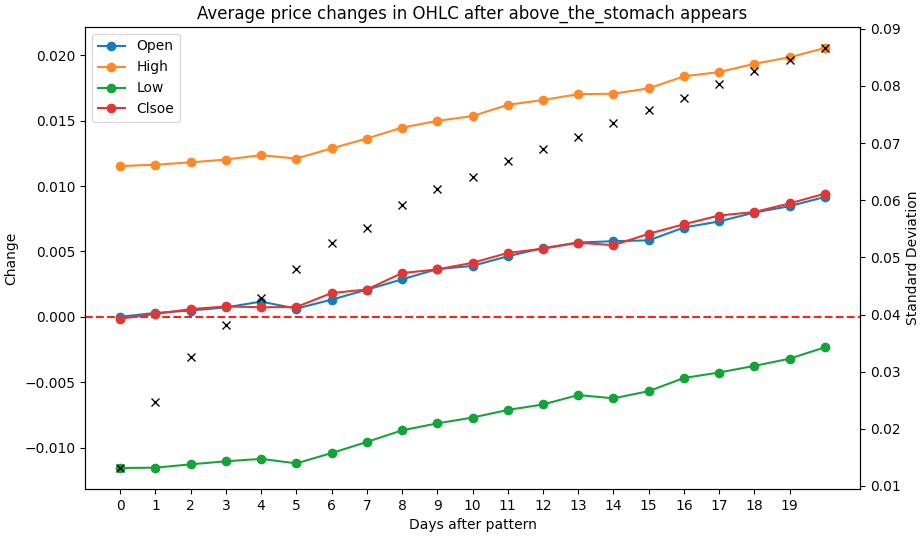 Average price changes in OHLC after above_the_stomach appears
Open
High
Low
Clsoe
0.020
0.015
0.010
0.005
0.000
−0.005
−0.010
Change
0.09
0.08
0.07
0.06
0.05
0.04
0.03
0.02
0.01
Standard Deviation
0 1 2 3 4 5 6 7 8 9 10 11 12 13 14 15 16 17 18 19
Days after pattern